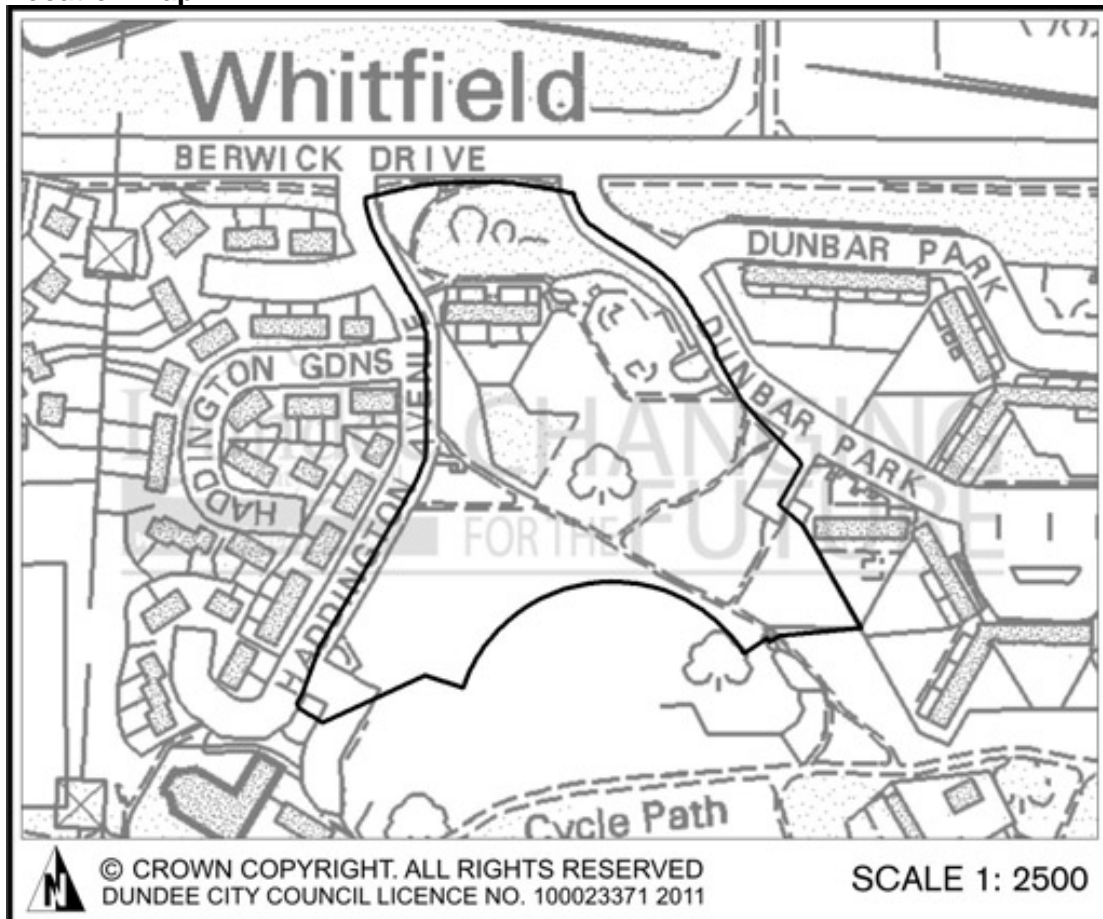 Whitfield
BERWICK DRIVE
DUNBAR PARK
HADDINGTON GDNS
HADDINGTON AVENUE
DUNBAR PARK
CHANGING
FOR THE FUTURE
Cycle Path
N
© CROWN COPYRIGHT. ALL RIGHTS RESERVED
DUNDEE CITY COUNCIL LICENCE NO. 100023371 2011
SCALE 1: 2500